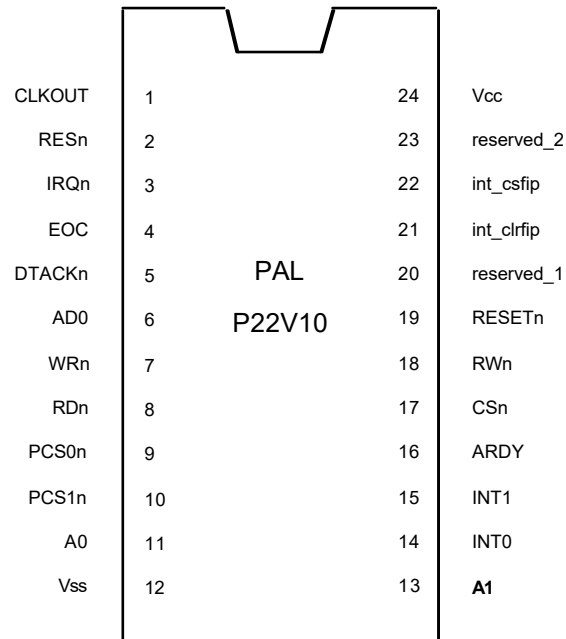 CLKOUT 1 24 Vcc
RESn 2 23 reserved_2
IRQn 3 22 int_csfip
EOC 4 21 int_clrfip
DTACKn 5 PAL 20 reserved_1
AD0 6 P22V10 19 RESETn
WRn 7 18 RWn
RDn 8 17 CSn
PCS0n 9 16 ARDY
PCS1n 10 15 INT1
A0 11 14 INT0
Vss 12 13 A1